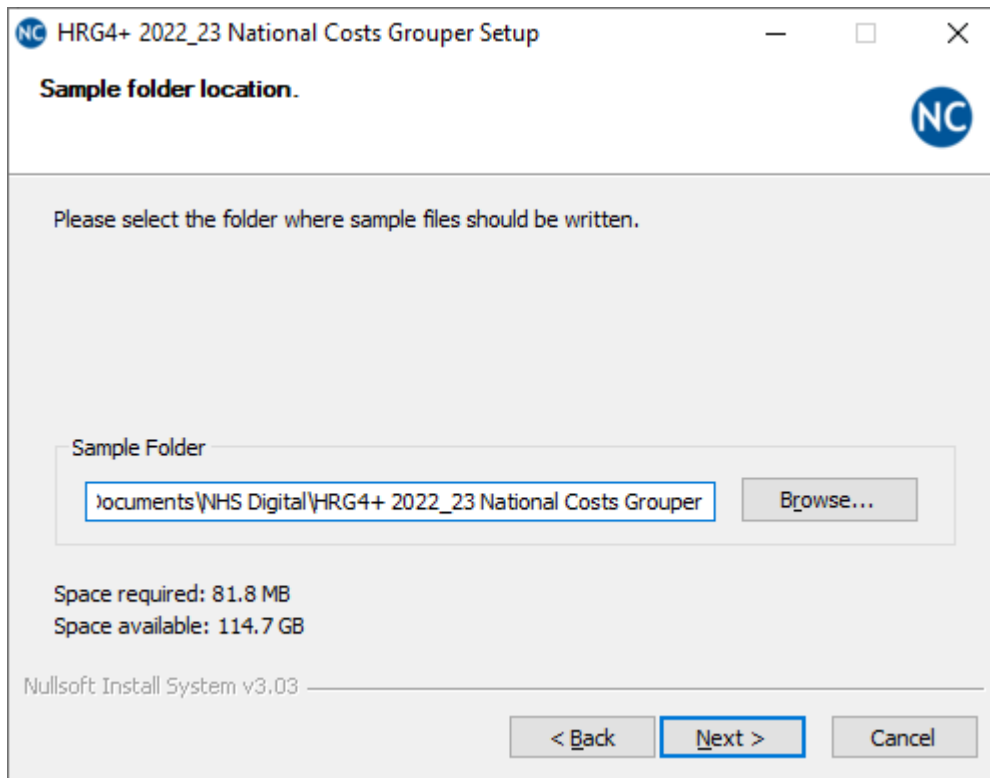 NC HRG4+ 2022_23 National Costs Grouper Setup
Sample folder location.
NC
Please select the folder where sample files should be written.
Sample Folder
Documents\NHS Digital\HRG4+ 2022_23 National Costs Grouper
Browse...
Space required: 81.8 MB
Space available: 114.7 GB
Nullsoft Install System v3.03
< Back
Next >
Cancel